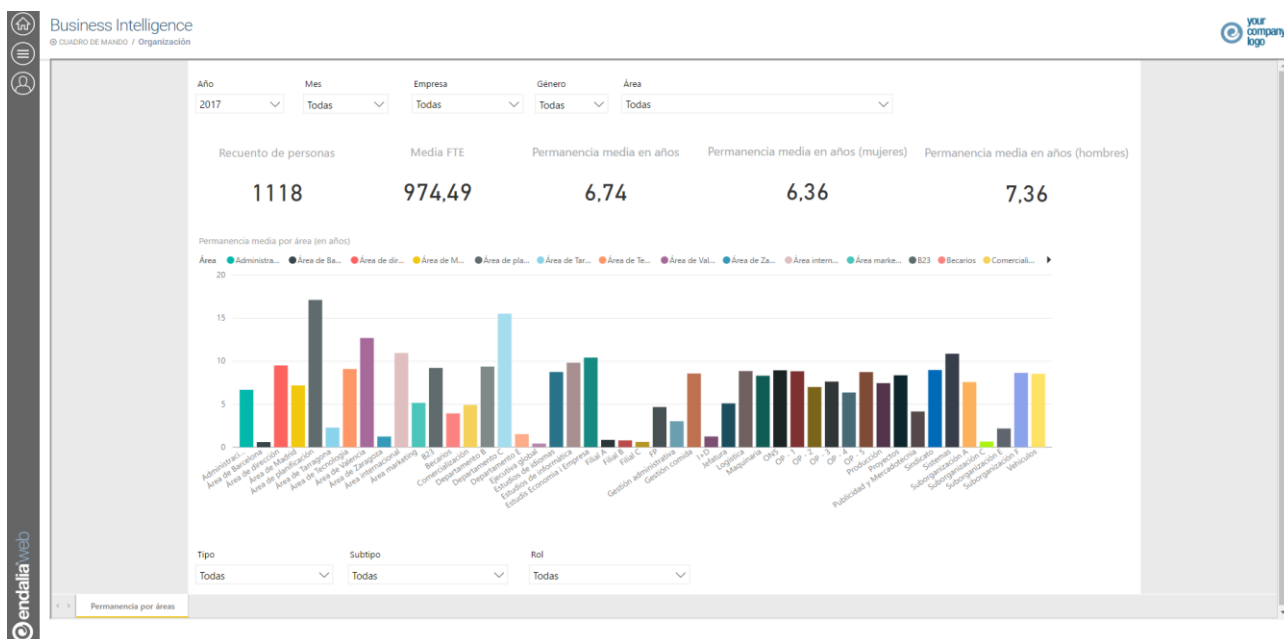 Business Intelligence
CUADRO DE MANDO / Organización
your
company
logo
Año Mes Empresa Género Área
2017 Todas Todas Todas Todas
Recuento de personas Media FTE Permanencia media en años Permanencia media en años (mujeres) Permanencia media en años (hombres)
1118 974,49 6,74 6,36 7,36
Permanencia media por área (en años)
Área Administra... Área de Ba... Área de dir... Área de M... Área de pla... Área de Tar... Área de Te... Área de Val... Área de Za... Área intern... Área marke... B23 Becarios Comerciali...
20
15
10
5
0
Administraci...
Área de Barcelona
Área de dirección
Área de Madrid
Área de planificación
Área de Tarragona
Área de Tecnología
Área de Valencia
Área de Zaragoza
Área internacional
Área marketing
B23
Becarios
Comercialización
Departamento B
Departamento C
Departamento E
Ejecutiva global
Estudios de idiomas
Estudios de informática
Estudis Economia i Empresa
Filial A
Filial B
Filial C
FP
Gestión administrativa
Gestión comida
I+D
Jefatura
Logística
Maquinaria
ONS
OP - 1
OP - 2
OP - 3
OP - 4
OP - 5
Producción
Proyectos
Publicidad y Mercadotecnia
Sindicato
Sistemas
Suborganización A
Suborganización C
Suborganización E
Suborganización F
Vehículos
Tipo Subtipo Rol
Todas Todas Todas
Permanencia por áreas
endalia web